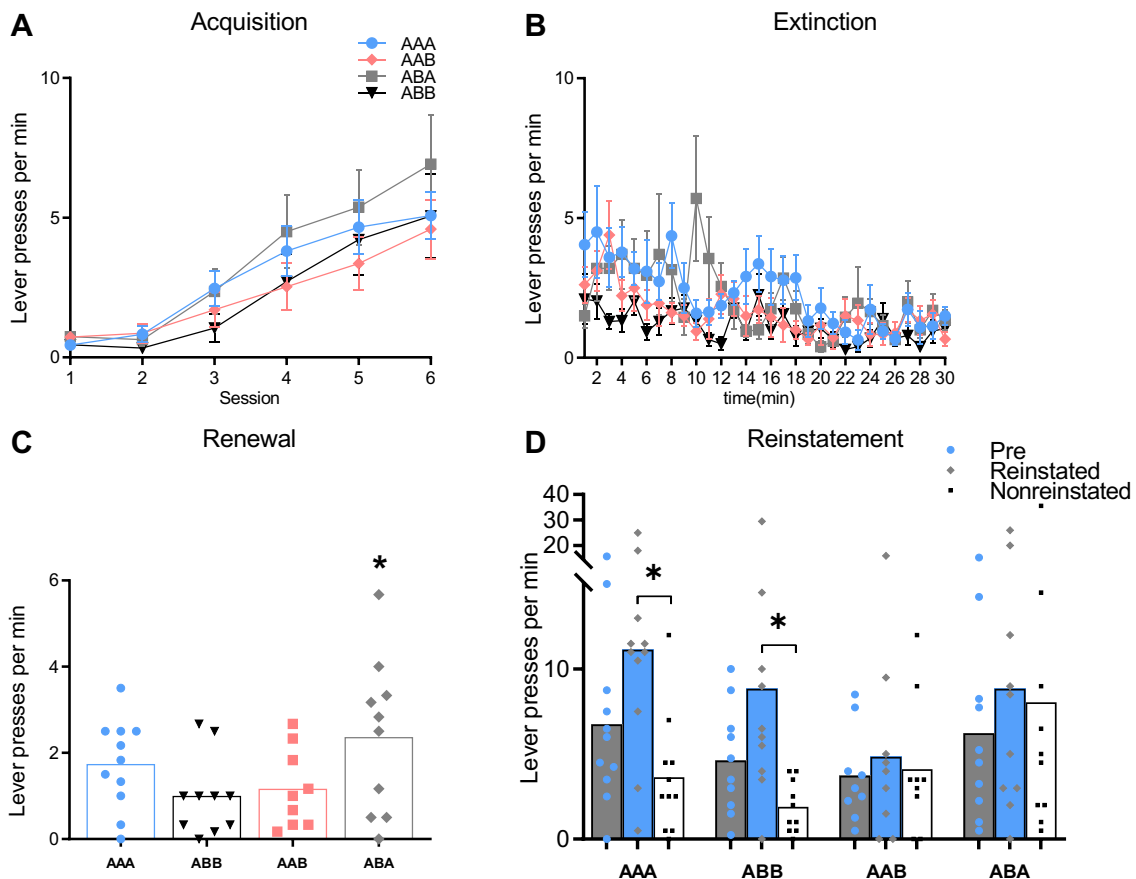 A
Acquisition
AAA
AAB
ABA
ABB
Lever presses per min
10
5
0
1 2 3 4 5 6
Session
B
Extinction
Lever presses per min
10
5
0
2 4 6 8 10 12 14 16 18 20 22 24 26 28 30
time(min)
C
Renewal
Lever presses per min
6
4
2
0
*
AAA ABB AAB ABA
D
Reinstatement
Pre
Reinstated
Nonreinstated
Lever presses per min
40
30
20
10
0
*
*
AAA ABB AAB ABA